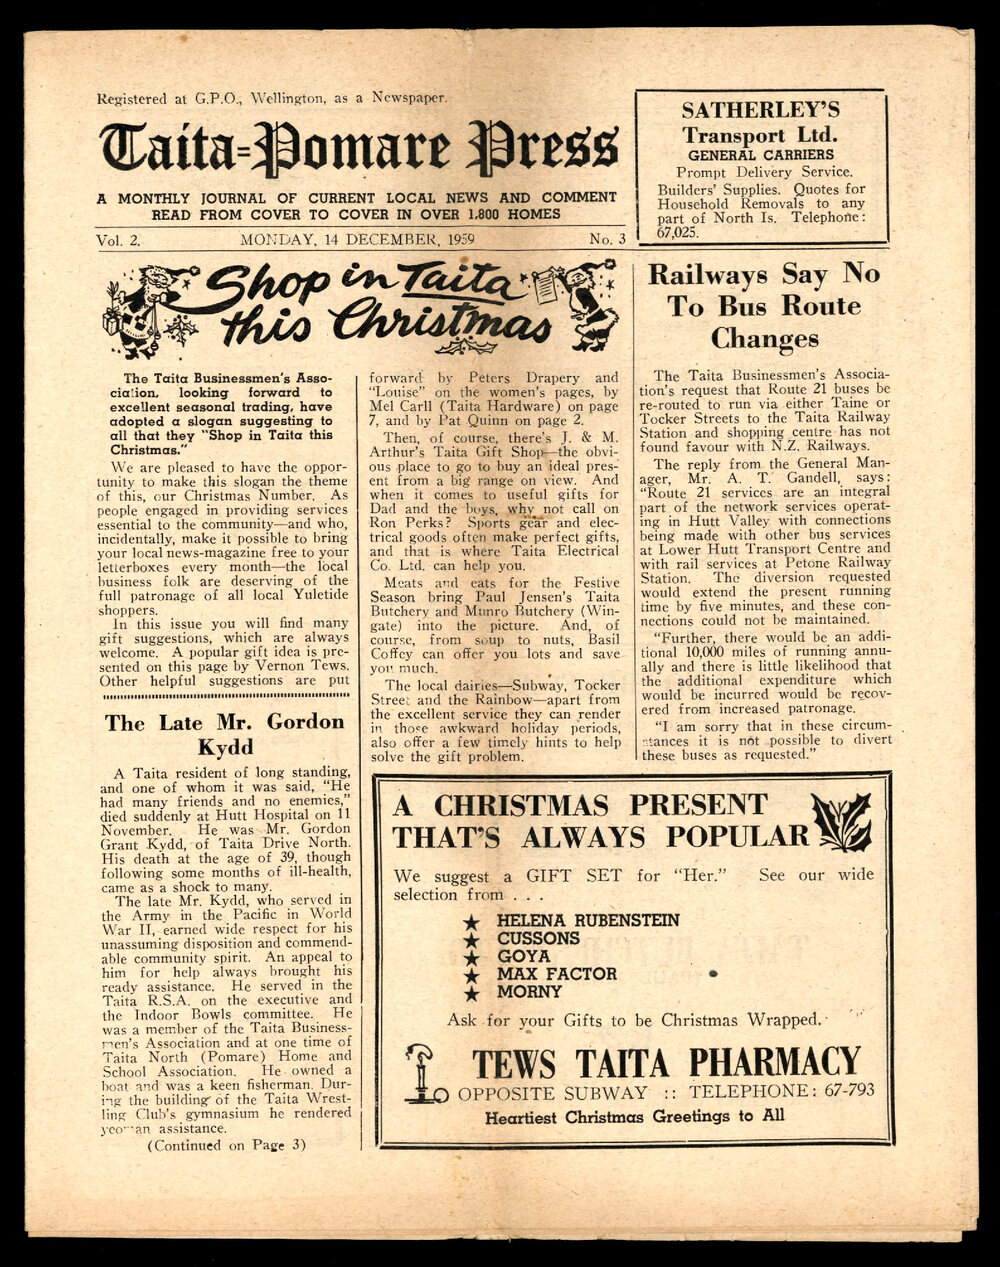 Registered at G.P.O., Wellington, as a Newspaper.
Taita=Pomare Press
A MONTHLY JOURNAL OF CURRENT LOCAL NEWS AND COMMENT
READ FROM COVER TO COVER IN OVER 1,800 HOMES
Vol. 2. MONDAY, 14 DECEMBER, 1959 No. 3
SATHERLEY'S
Transport Ltd.
GENERAL CARRIERS
Prompt Delivery Service.
Builders' Supplies. Quotes for
Household Removals to any
part of North Is. Telephone:
67,025.
Shop in Taita
this Christmas
The Taita Businessmen's Asso-
ciation, looking forward to
excellent seasonal trading, have
adopted a slogan suggesting to
all that they "Shop in Taita this
Christmas."
We are pleased to have the oppor-
tunity to make this slogan the theme
of this, our Christmas Number. As
people engaged in providing services
essential to the community—and who,
incidentally, make it possible to bring
your local news-magazine free to your
letterboxes every month—the local
business folk are deserving of the
full patronage of all local Yuletide
shoppers.
In this issue you will find many
gift suggestions, which are always
welcome. A popular gift idea is pre-
sented on this page by Vernon Tews.
Other helpful suggestions are put
forward by Peters Drapery and
"Louise" on the women's pages, by
Mel Carll (Taita Hardware) on page
7, and by Pat Quinn on page 2.
Then, of course, there's J. & M.
Arthur's Taita Gift Shop—the obvi-
ous place to go to buy an ideal pres-
ent from a big range on view. And
when it comes to useful gifts for
Dad and the boys, why not call on
Ron Perks? Sports gear and elec-
trical goods often make perfect gifts,
and that is where Taita Electrical
Co. Ltd. can help you.
Meats and eats for the Festive
Season bring Paul Jensen's Taita
Butchery and Munro Butchery (Win-
gate) into the picture. And, of
course, from soup to nuts, Basil
Coffey can offer you lots and save
you much.
The local dairies—Subway, Tocker
Street and the Rainbow—apart from
the excellent service they can render
in those awkward holiday periods,
also offer a few timely hints to help
solve the gift problem.
Railways Say No
To Bus Route
Changes
The Taita Businessmen's Associa-
tion's request that Route 21 buses be
re-routed to run via either Taine or
Tocker Streets to the Taita Railway
Station and shopping centre has not
found favour with N.Z. Railways.
The reply from the General Man-
ager, Mr. A. T. Gandell, says:
"Route 21 services are an integral
part of the network services operat-
ing in Hutt Valley with connections
being made with other bus services
at Lower Hutt Transport Centre and
with rail services at Petone Railway
Station. The diversion requested
would extend the present running
time by five minutes, and these con-
nections could not be maintained.
"Further, there would be an addi-
tional 10,000 miles of running annu-
ally and there is little likelihood that
the additional expenditure which
would be incurred would be recov-
ered from increased patronage.
"I am sorry that in these circum-
stances it is not possible to divert
these buses as requested."
The Late Mr. Gordon
Kydd
A Taita resident of long standing,
and one of whom it was said, "He
had many friends and no enemies,"
died suddenly at Hutt Hospital on 11
November. He was Mr. Gordon
Grant Kydd, of Taita Drive North.
His death at the age of 39, though
following some months of ill-health,
came as a shock to many.
The late Mr. Kydd, who served in
the Army in the Pacific in World
War II, earned wide respect for his
unassuming disposition and commend-
able community spirit. An appeal to
him for help always brought his
ready assistance. He served in the
Taita R.S.A. on the executive and
the Indoor Bowls committee. He
was a member of the Taita Business-
men's Association and at one time of
Taita North (Pomare) Home and
School Association. He owned a
boat and was a keen fisherman. Dur-
ing the building of the Taita Wrest-
ling Club's gymnasium he rendered
yeoman assistance.
(Continued on Page 3)
A CHRISTMAS PRESENT
THAT'S ALWAYS POPULAR
We suggest a GIFT SET for "Her." See our wide
selection from . . .
★ HELENA RUBENSTEIN
★ CUSSONS
★ GOYA
★ MAX FACTOR
★ MORNY
Ask for your Gifts to be Christmas Wrapped.
TEWS TAITA PHARMACY
OPPOSITE SUBWAY :: TELEPHONE: 67-793
Heartiest Christmas Greetings to All